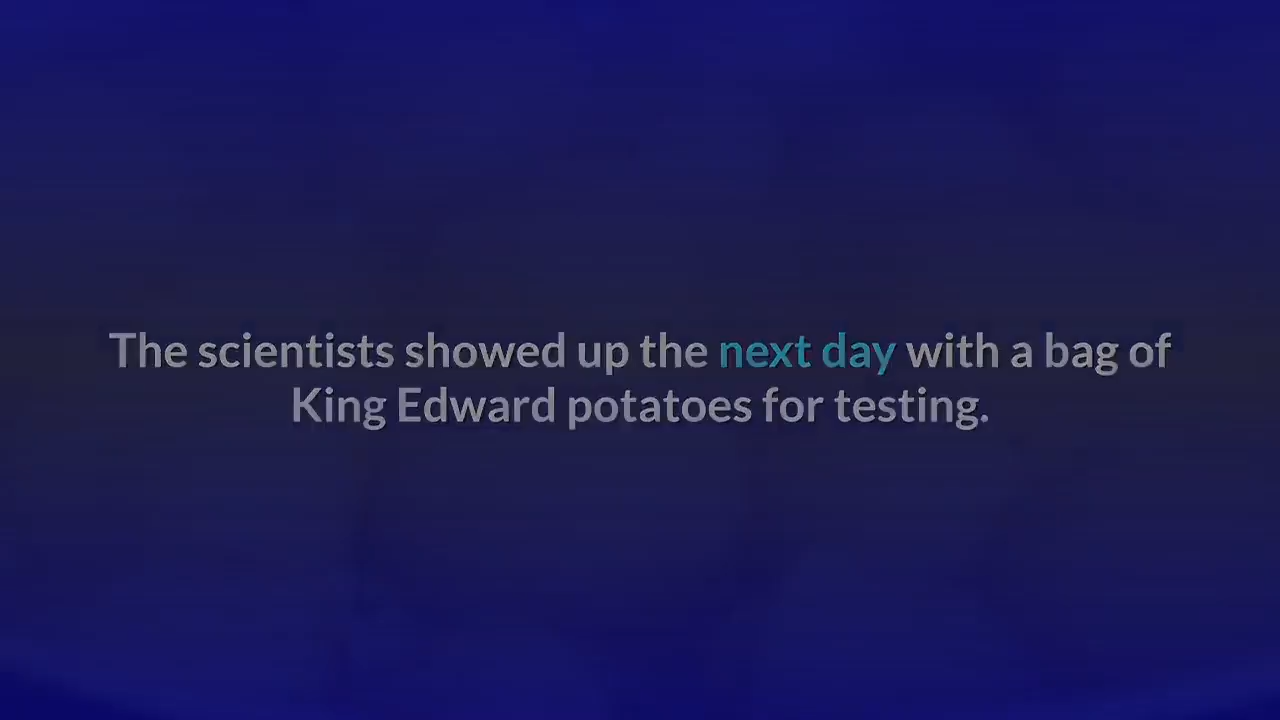 The scientists showed up the next day with a bag of
King Edward potatoes for testing.